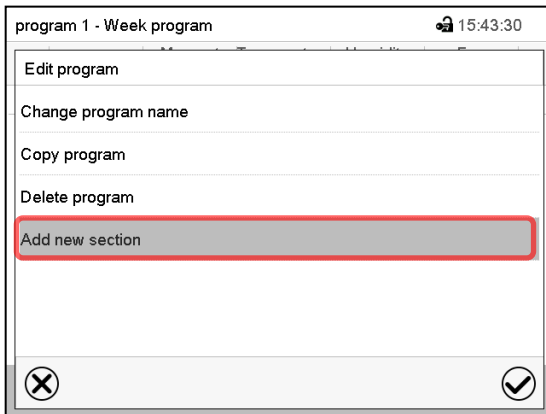 program 1 - Week program 15:43:30
Edit program
Change program name
Copy program
Delete program
Add new section